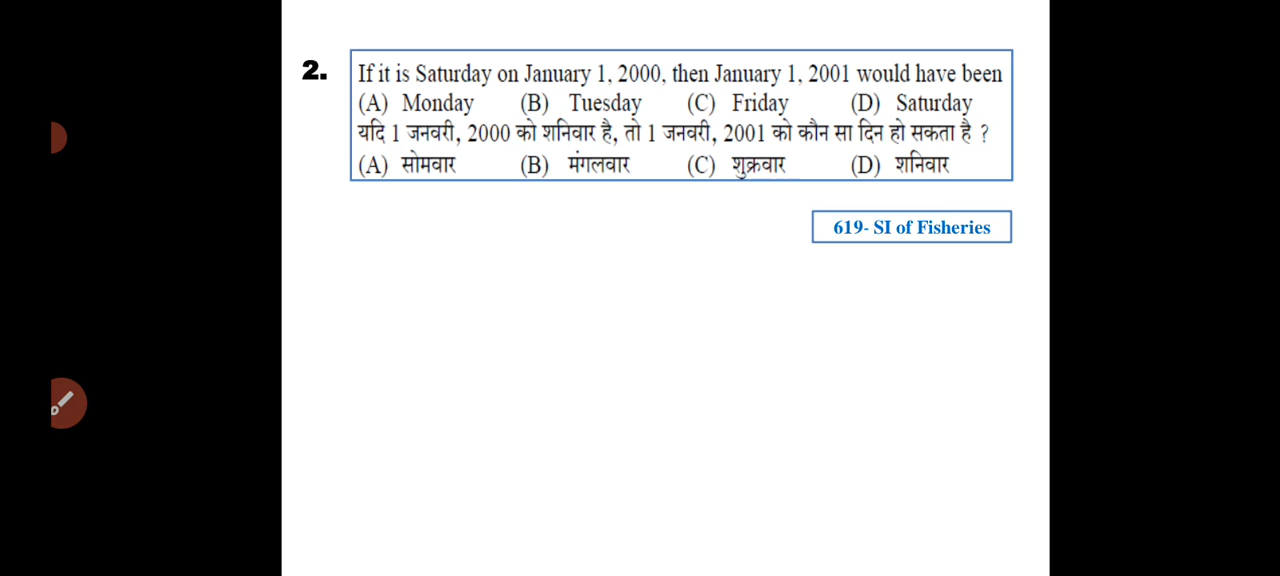 2. If it is Saturday on January 1, 2000, then January 1, 2001 would have been
(A) Monday (B) Tuesday (C) Friday (D) Saturday
यदि 1 जनवरी, 2000 को शनिवार है, तो 1 जनवरी, 2001 को कौन सा दिन हो सकता है ?
(A) सोमवार (B) मंगलवार (C) शुक्रवार (D) शनिवार
619- SI of Fisheries